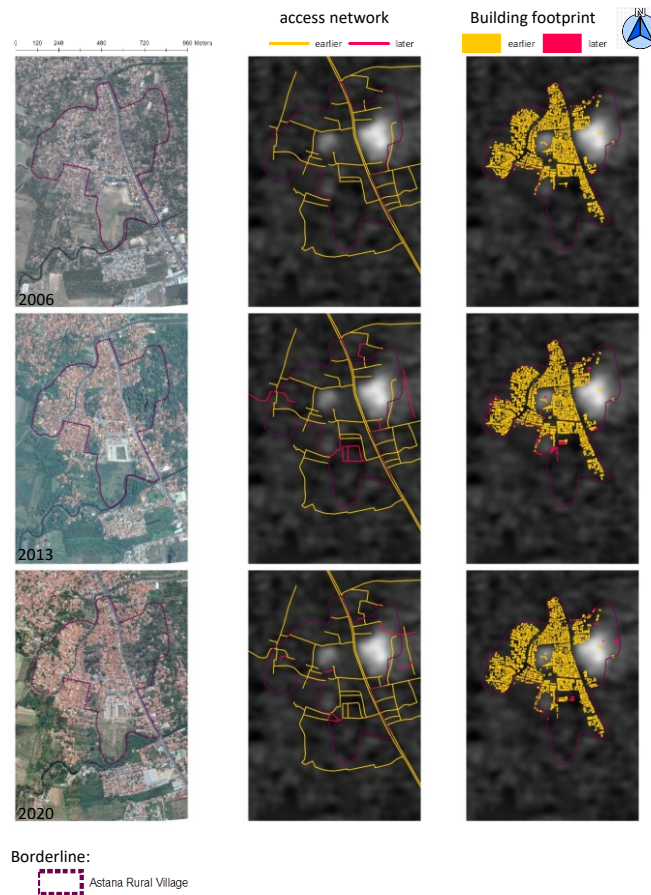 access network
Building footprint
N
earlier
later
earlier
later
0 120 240 480 720 960 Meters
2006
2013
2020
Borderline:
Astana Rural Village